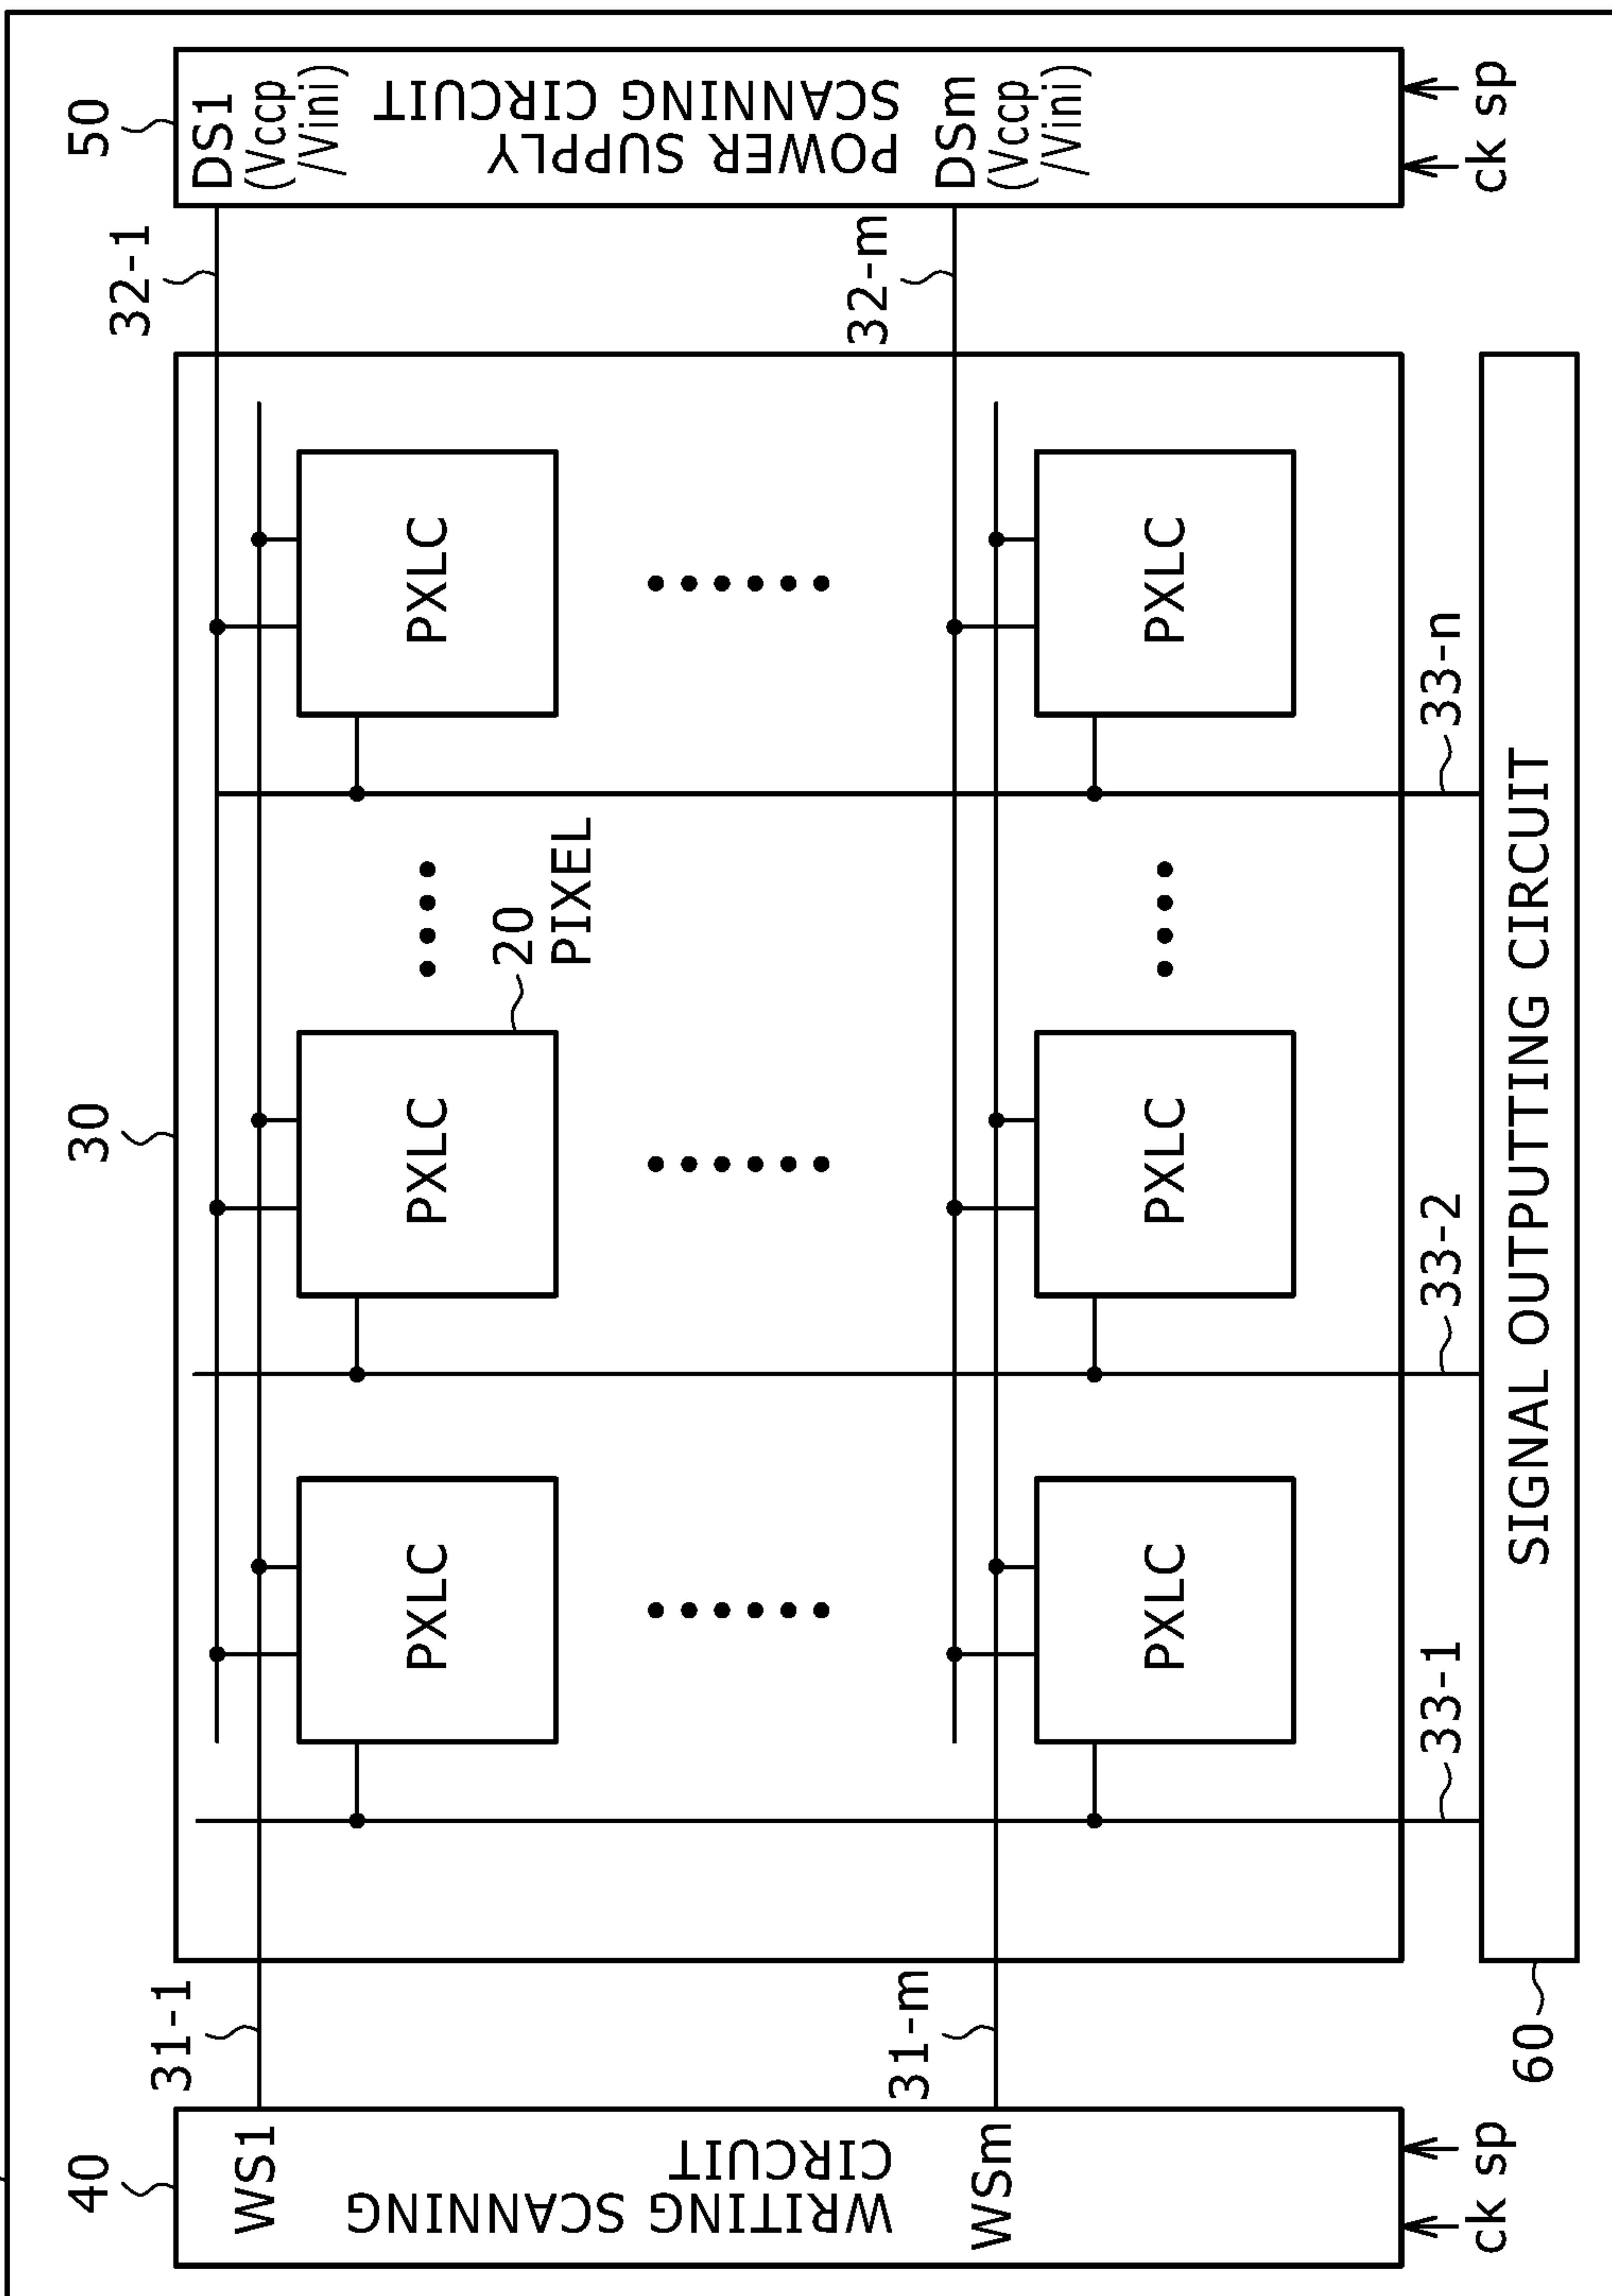 40
30
50
31-1
32-1
WS1
DS1
(Vccp
/Vini)
PXLC
PXLC
PXLC
20
PIXEL
WRITING SCANNING
CIRCUIT
POWER SUPPLY
SCANNING CIRCUIT
31-m
32-m
WSm
DSm
(Vccp
/Vini)
PXLC
PXLC
PXLC
33-1
33-2
33-n
ck sp
ck sp
60
SIGNAL OUTPUTTING CIRCUIT